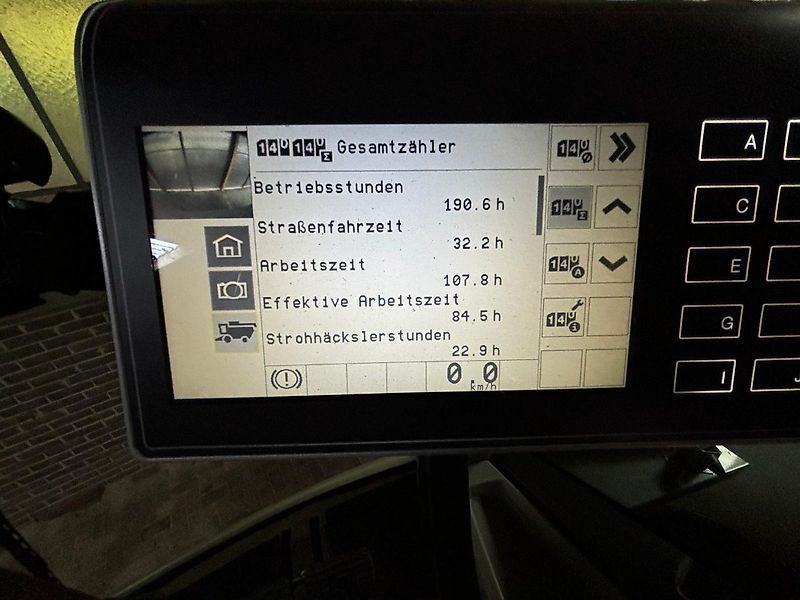 Gesamtzähler
Betriebsstunden
190.6 h
Straßenfahrzeit
32.2 h
Arbeitszeit
107.8 h
Effektive Arbeitszeit
84.5 h
Strohhäckslerstunden
22.9 h
0.0
km/h
A
C
E
G
I
J